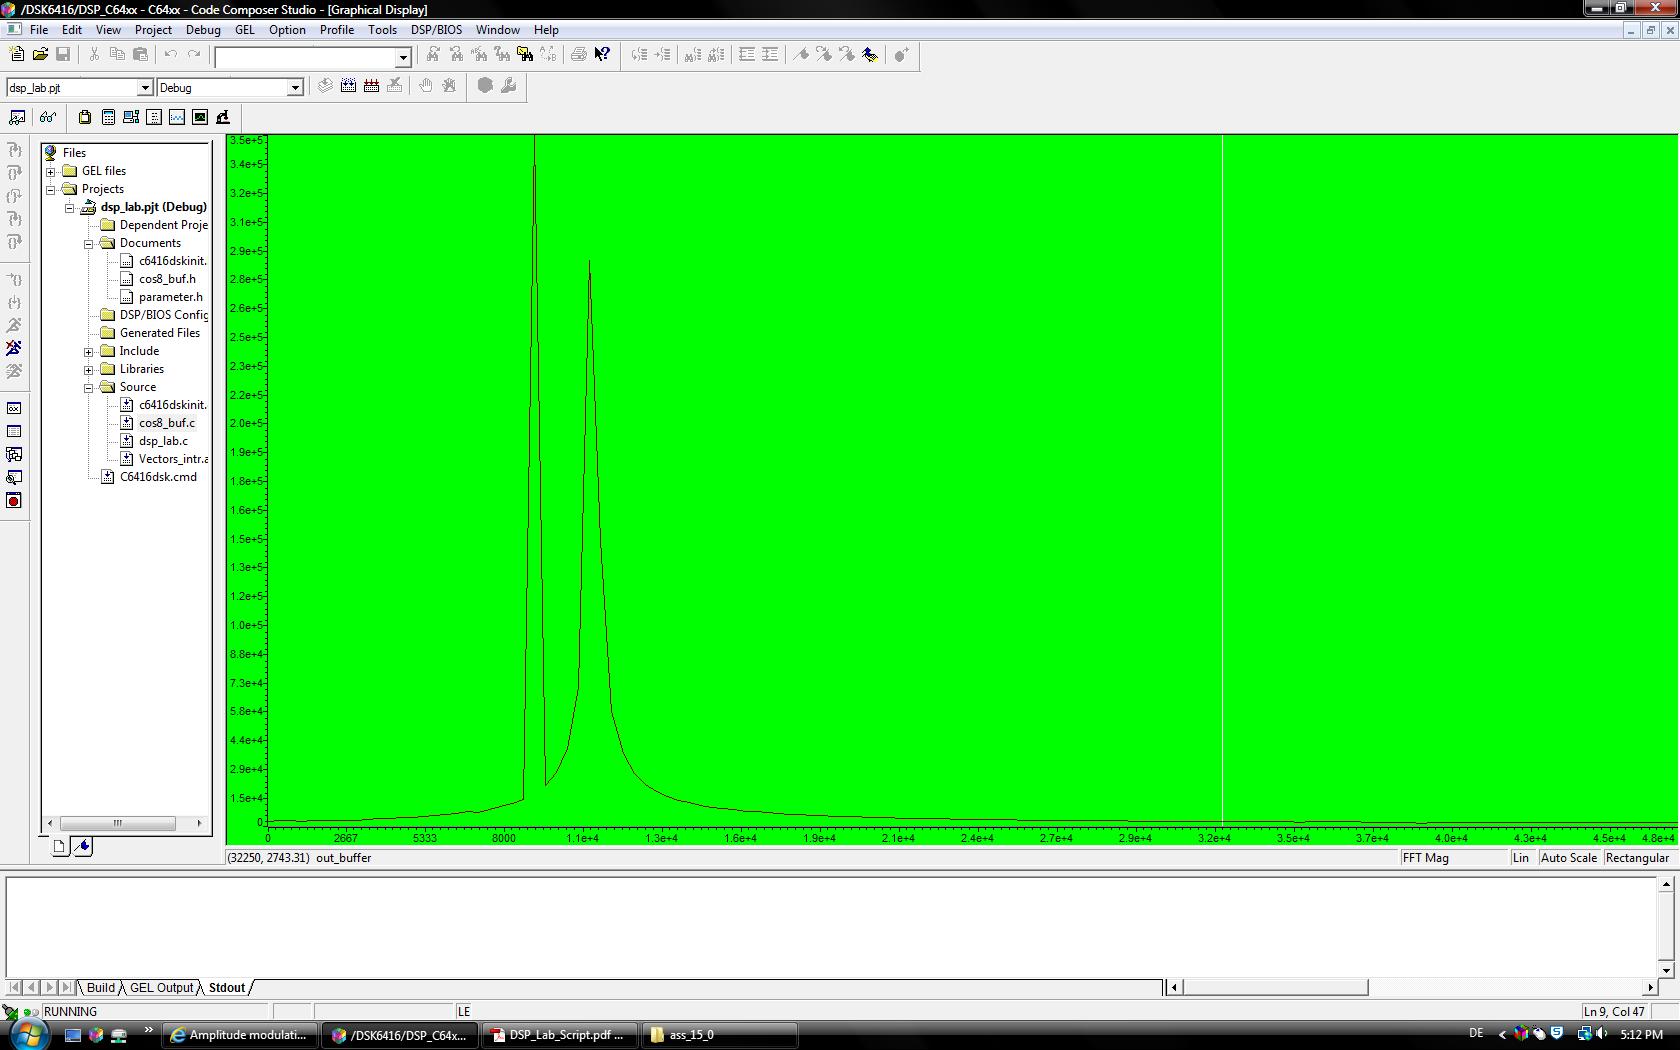 /DSK6416/DSP_C64xx - C64xx - Code Composer Studio - [Graphical Display]
File Edit View Project Debug GEL Option Profile Tools DSP/BIOS Window Help
dsp_lab.pjt Debug
Files
GEL files
Projects
dsp_lab.pjt (Debug)
Dependent Proje
Documents
c6416dskinit.
cos8_buf.h
parameter.h
DSP/BIOS Config
Generated Files
Include
Libraries
Source
c6416dskinit.
cos8_buf.c
dsp_lab.c
Vectors_intr.a
C6416dsk.cmd
3.5e+5
3.4e+5
3.2e+5
3.1e+5
2.9e+5
2.8e+5
2.6e+5
2.5e+5
2.3e+5
2.2e+5
2.0e+5
1.9e+5
1.8e+5
1.6e+5
1.5e+5
1.3e+5
1.2e+5
1.0e+5
8.8e+4
7.3e+4
5.8e+4
4.4e+4
2.9e+4
1.5e+4
0
0 2667 5333 8000 1.1e+4 1.3e+4 1.6e+4 1.9e+4 2.1e+4 2.4e+4 2.7e+4 2.9e+4 3.2e+4 3.5e+4 3.7e+4 4.0e+4 4.3e+4 4.5e+4 4.8e+4
(32250, 2743.31) out_buffer FFT Mag Lin Auto Scale Rectangular
Build GEL Output Stdout
RUNNING LE Ln 9, Col 47
Amplitude modulati... /DSK6416/DSP_C64x... DSP_Lab_Script.pdf ... ass_15_0 DE 5:12 PM